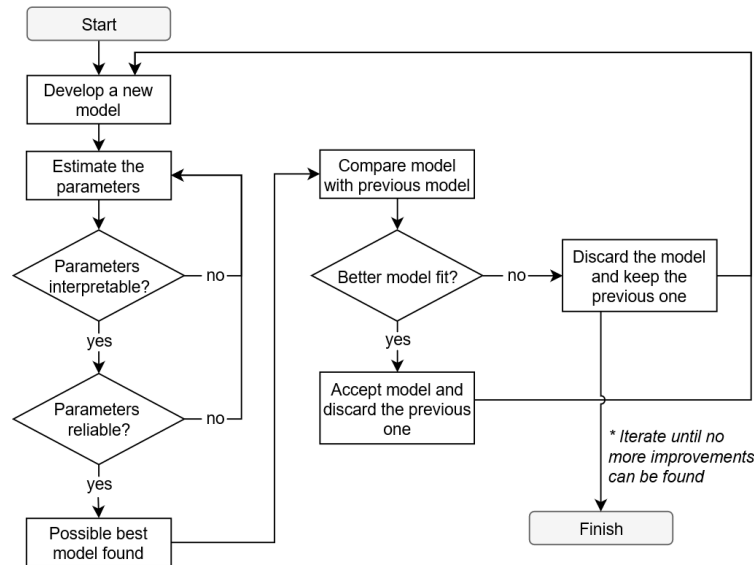 Start
Develop a new
model
Estimate the
parameters
Parameters
interpretable?
no
yes
Parameters
reliable?
no
yes
Possible best
model found
Compare model
with previous model
Better model fit?
no
yes
Discard the model
and keep the
previous one
Accept model and
discard the previous
one
* Iterate until no
more improvements
can be found
Finish